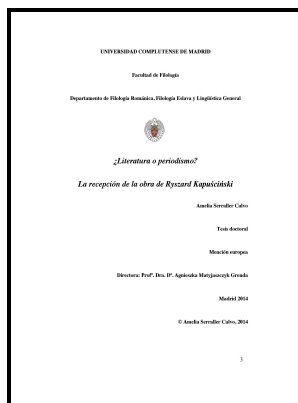 UNIVERSIDAD COMPLUTENSE DE MADRID
Facultad de Filología
Departamento de Filología Románica, Filología Eslava y Lingüística General
¿Literatura o periodismo?
La recepción de la obra de Ryszard Kapuściński
Amelia Serraller Calvo
Tesis doctoral
Mención europea
Directora: Profª. Dra. Dª. Agnieszka Matyjaszczyk Grenda
Madrid 2014
© Amelia Serraller Calvo, 2014
3